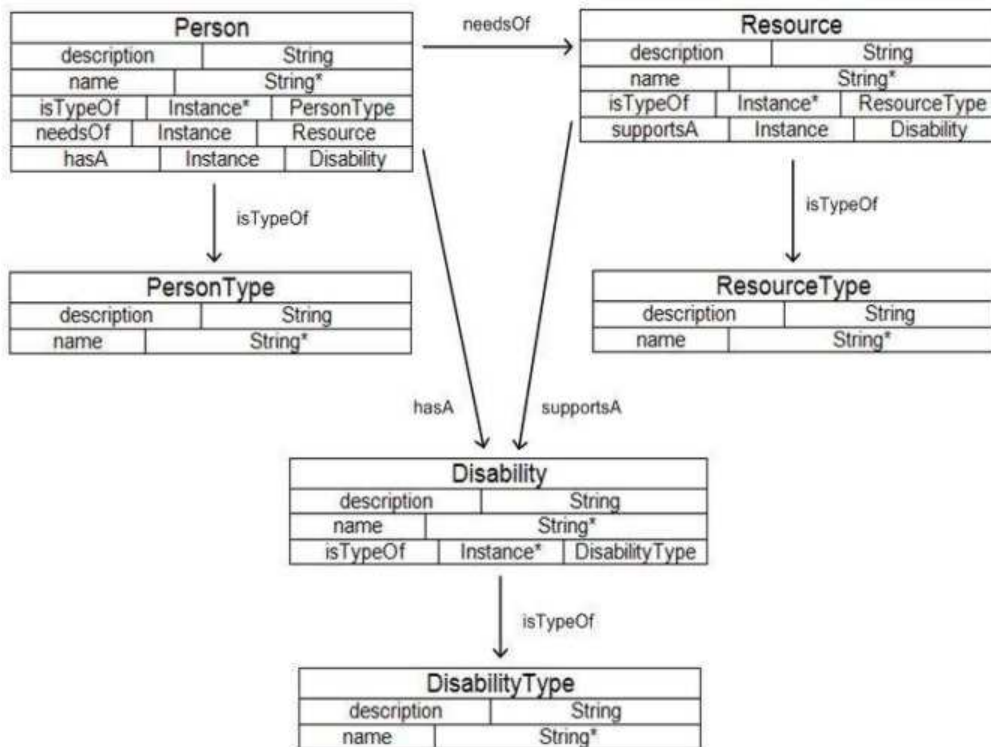 Person
description String
name String*
isTypeOf Instance* PersonType
needsOf Instance Resource
hasA Instance Disability
needsOf
Resource
description String
name String*
isTypeOf Instance* ResourceType
supportsA Instance Disability
isTypeOf
isTypeOf
PersonType
description String
name String*
ResourceType
description String
name String*
hasA
supportsA
Disability
description String
name String*
isTypeOf Instance* DisabilityType
isTypeOf
DisabilityType
description String
name String*